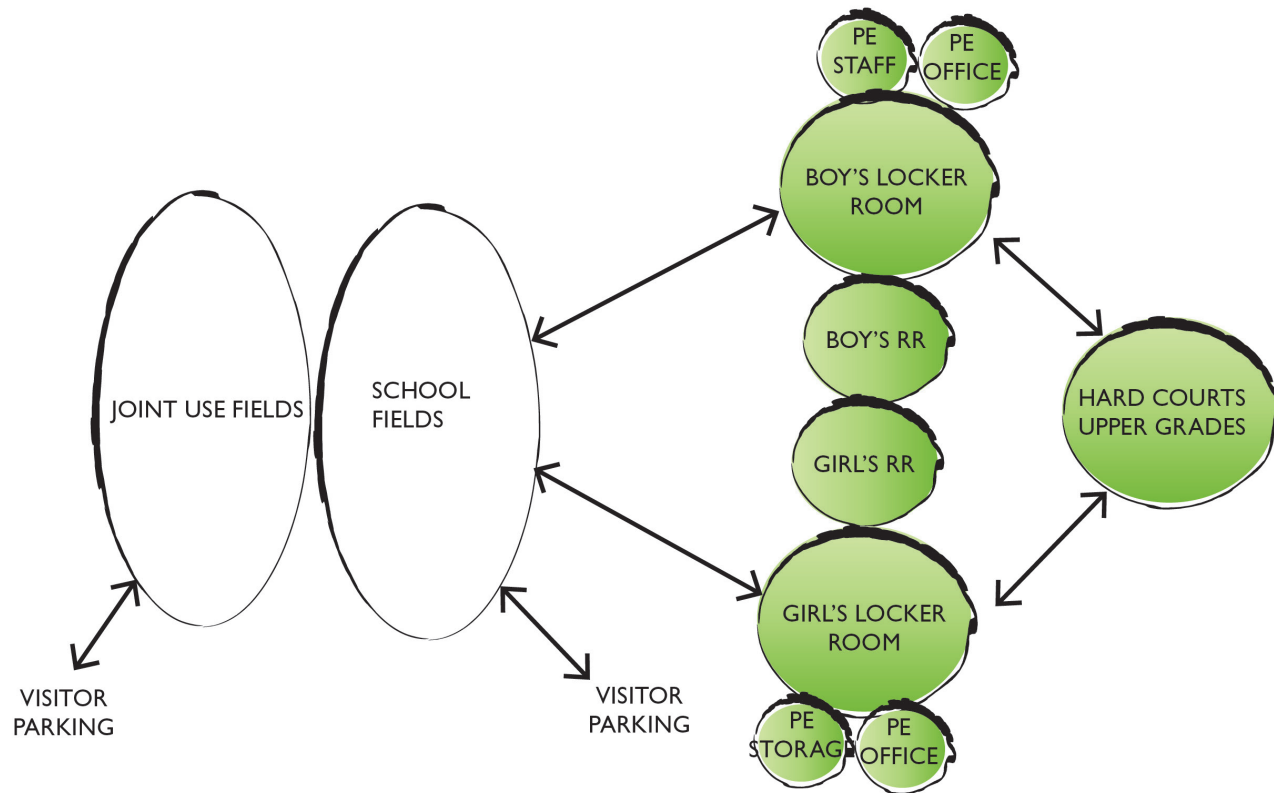 PE
STAFF
PE
OFFICE
BOY'S LOCKER
ROOM
BOY'S RR
JOINT USE FIELDS
SCHOOL
FIELDS
HARD COURTS
UPPER GRADES
GIRL'S RR
GIRL'S LOCKER
ROOM
VISITOR
PARKING
VISITOR
PARKING
PE
STORAGE
PE
OFFICE